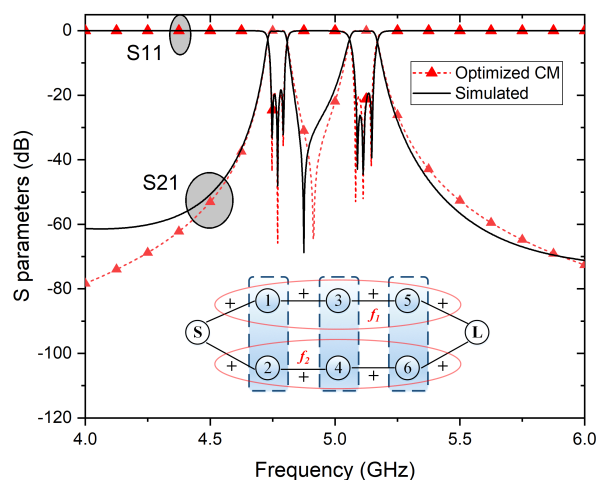 0
-20
-40
-60
-80
-100
-120
S parameters (dB)
S11
S21
Optimized CM
Simulated
S
+ 1 + 3 + 5 +
f1
L
f2
+ 2 + 4 + 6 +
4.0 4.5 5.0 5.5 6.0
Frequency (GHz)